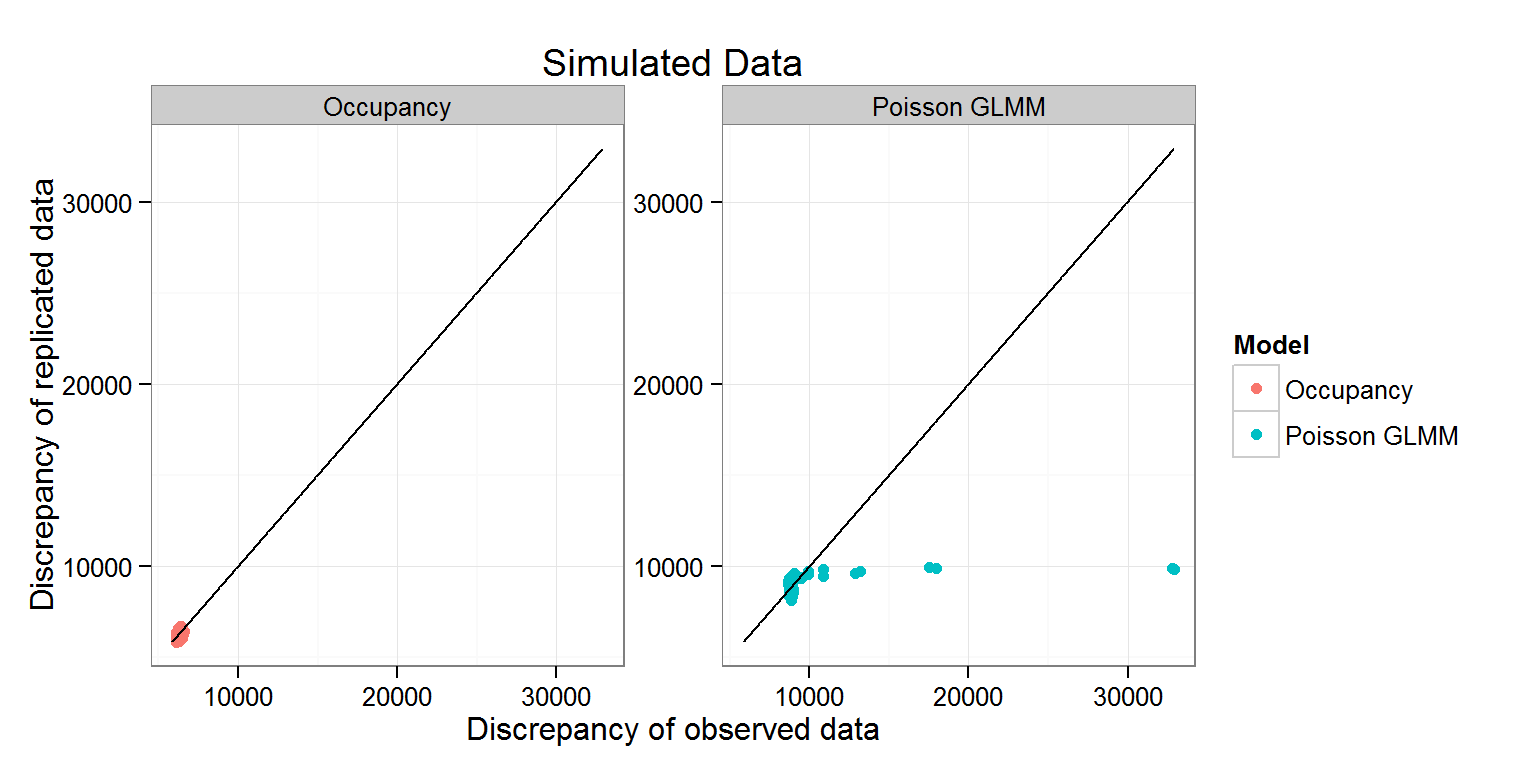 Simulated Data
Occupancy
Poisson GLMM
Discrepancy of replicated data
30000
20000
10000
30000
20000
10000
10000 20000 30000
10000 20000 30000
Discrepancy of observed data
Model
Occupancy
Poisson GLMM